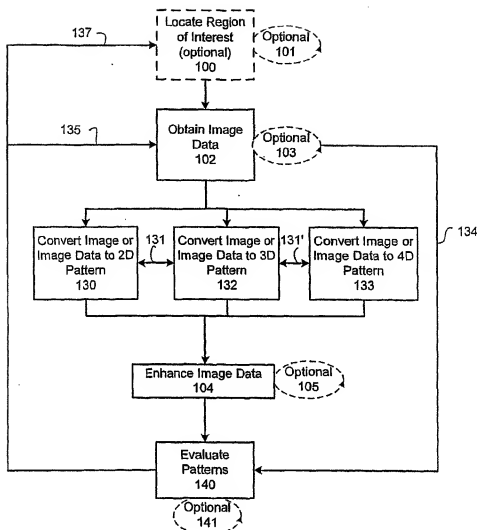 137
Locate Region
of Interest
(optional)
100
Optional
101
135
Obtain Image
Data
102
Optional
103
134
Convert Image or
Image Data to 2D
Pattern
130
131
Convert Image or
Image Data to 3D
Pattern
132
131'
Convert Image or
Image Data to 4D
Pattern
133
Enhance Image Data
104
Optional
105
Evaluate
Patterns
140
Optional
141